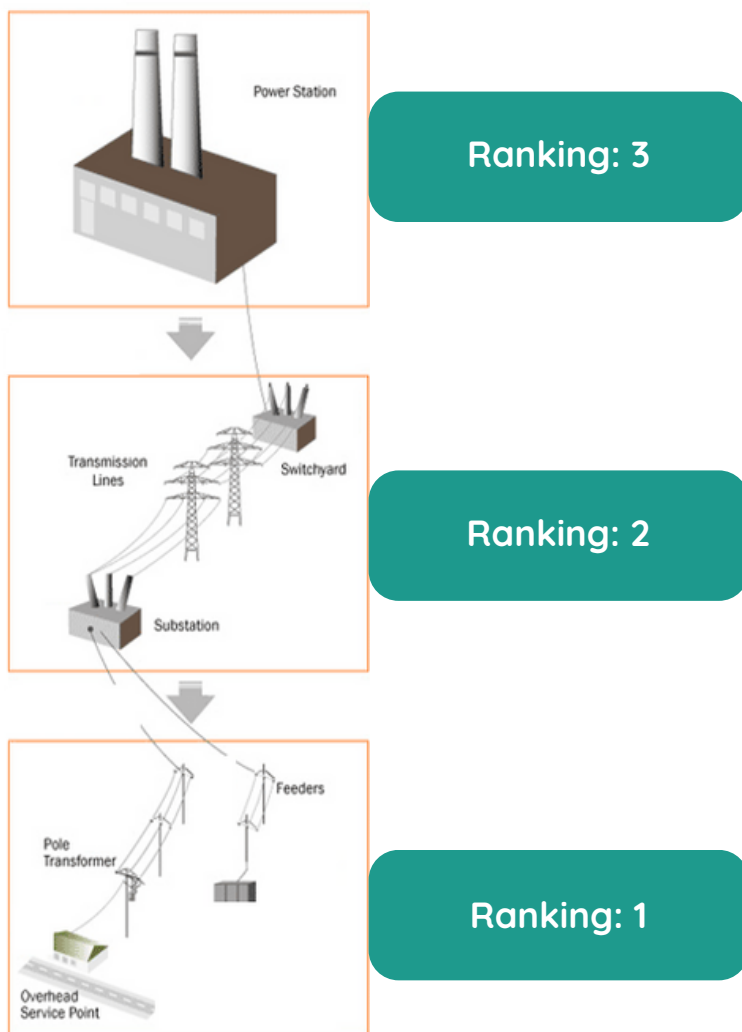 Power Station
Ranking: 3
Transmission
Lines
Switchyard
Ranking: 2
Substation
Feeders
Pole
Transformer
Ranking: 1
Overhead
Service Point